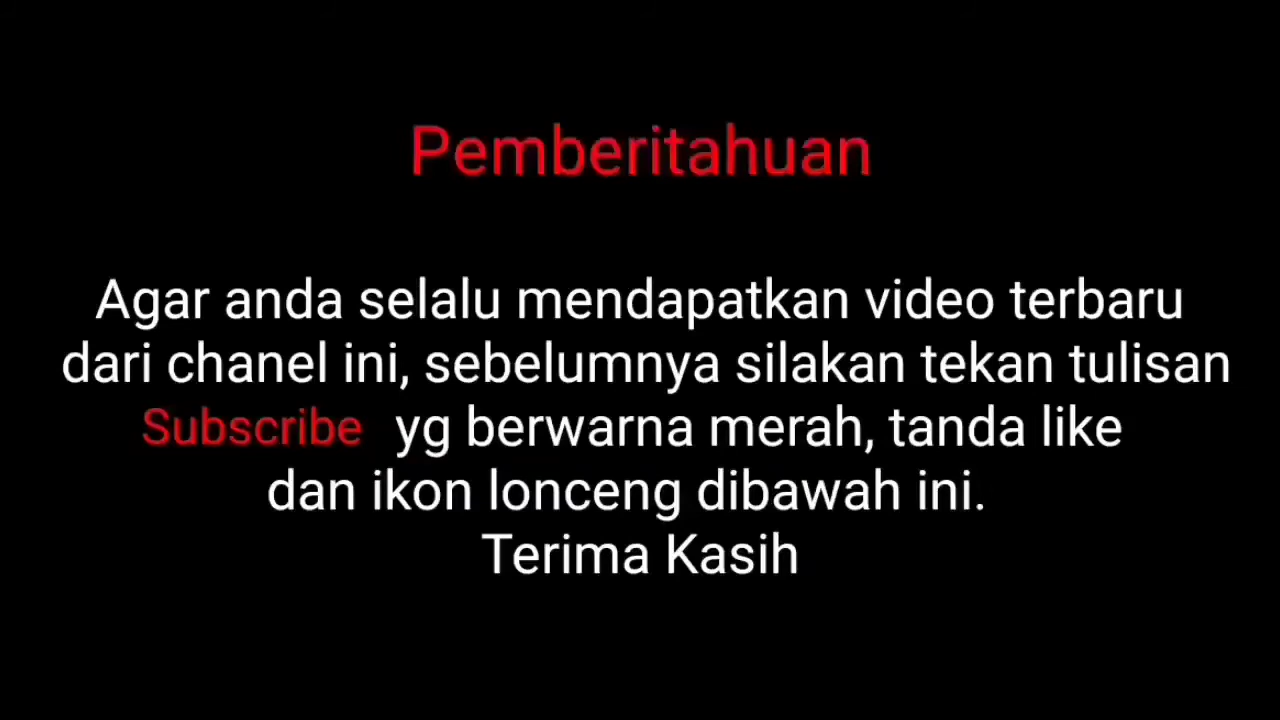 Pemberitahuan
Agar anda selalu mendapatkan video terbaru
dari chanel ini, sebelumnya silakan tekan tulisan
Subscribe yg berwarna merah, tanda like
dan ikon lonceng dibawah ini.
Terima Kasih